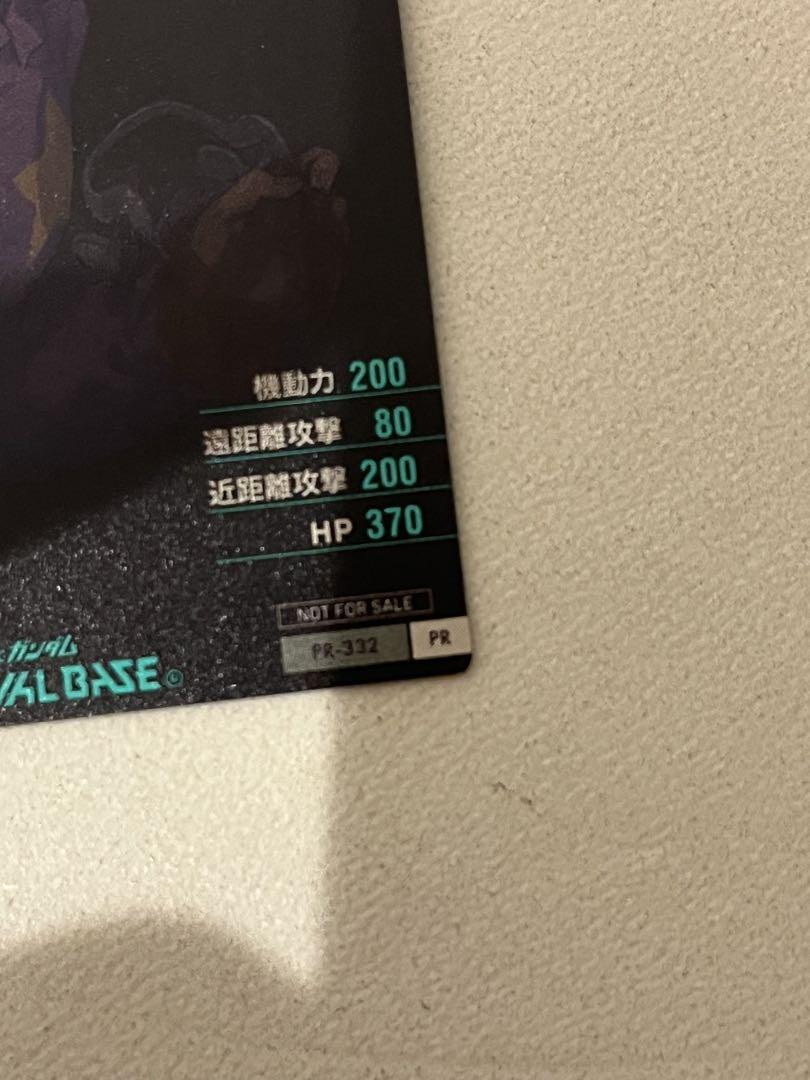 機動力 200
遠距離攻撃 80
近距離攻撃 200
HP 370
NOT FOR SALE
PR-332 PR
ガンダム
BASE